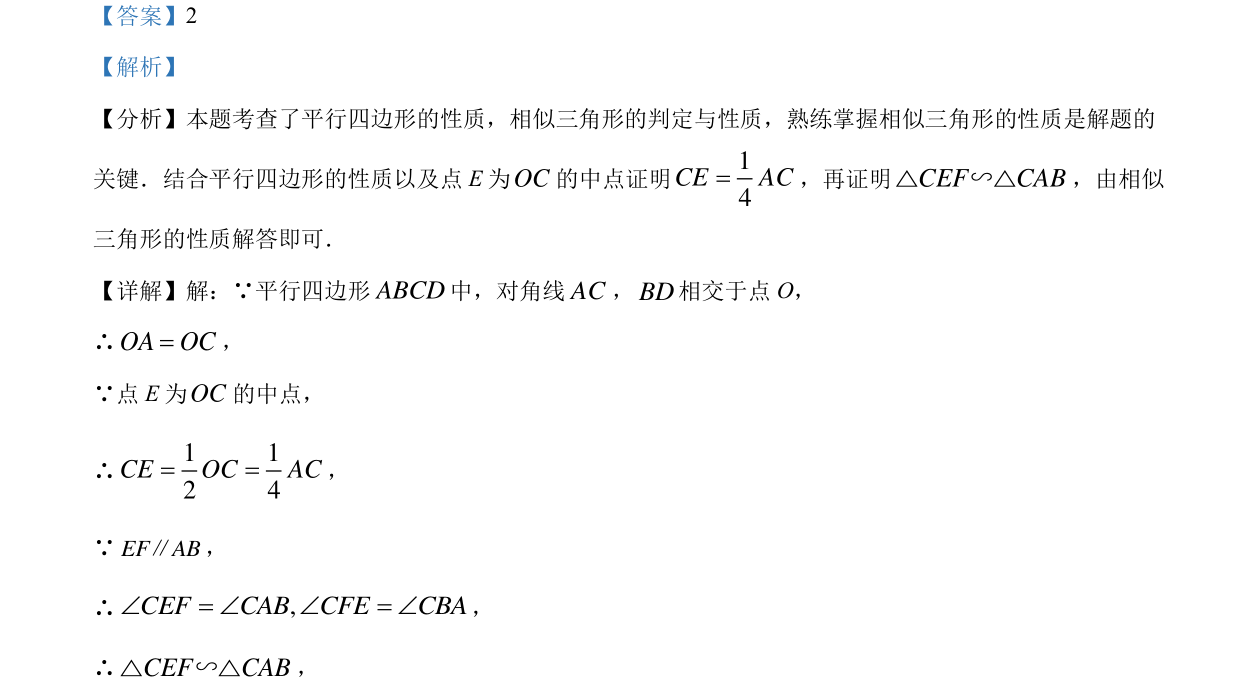 【答案】2
【解析】
【分析】本题考查了平行四边形的性质，相似三角形的判定与性质，熟练掌握相似三角形的性质是解题的
关键．结合平行四边形的性质以及点 E 为 OC 的中点证明 CE = 1/4 AC，再证明 △CEF∽△CAB，由相似
三角形的性质解答即可．
【详解】解：∵平行四边形 ABCD 中，对角线 AC，BD 相交于点 O，
∴ OA = OC，
∵点 E 为 OC 的中点，
∴ CE = 1/2 OC = 1/4 AC，
∵ EF∥AB，
∴ ∠CEF = ∠CAB,∠CFE = ∠CBA，
∴ △CEF∽△CAB，